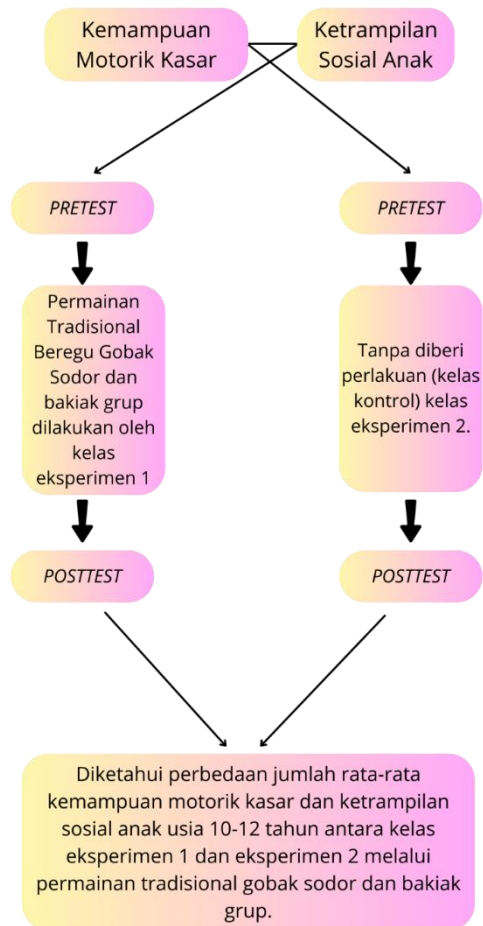 Kemampuan
Motorik Kasar
Ketrampilan
Sosial Anak
PRETEST
PRETEST
Permainan
Tradisional
Beregu Gobak
Sodor dan
bakiak grup
dilakukan oleh
kelas
eksperimen 1
Tanpa diberi
perlakuan (kelas
kontrol) kelas
eksperimen 2.
POSTTEST
POSTTEST
Diketahui perbedaan jumlah rata-rata
kemampuan motorik kasar dan ketrampilan
sosial anak usia 10-12 tahun antara kelas
eksperimen 1 dan eksperimen 2 melalui
permainan tradisional gobak sodor dan bakiak
grup.